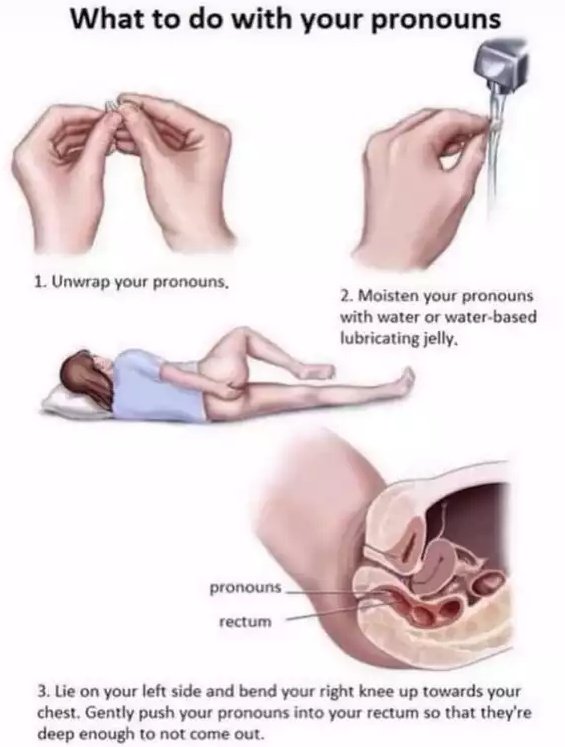 What to do with your pronouns
1. Unwrap your pronouns.
2. Moisten your pronouns
with water or water-based
lubricating jelly.
pronouns
rectum
3. Lie on your left side and bend your right knee up towards your
chest. Gently push your pronouns into your rectum so that they're
deep enough to not come out.